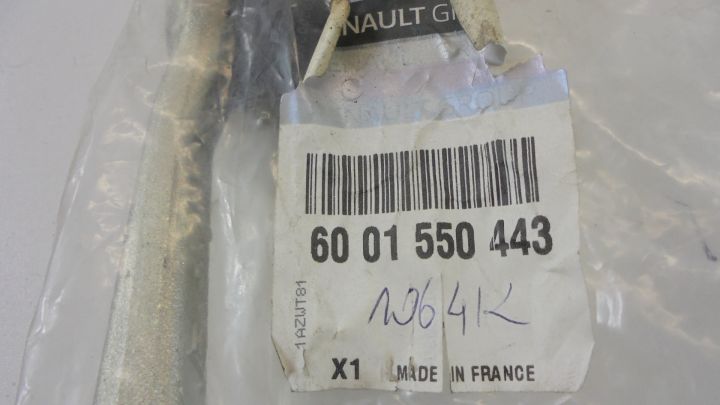 NAULT G
60 01 550 443
1AZWT81
1064K
X1 MADE IN FRANCE